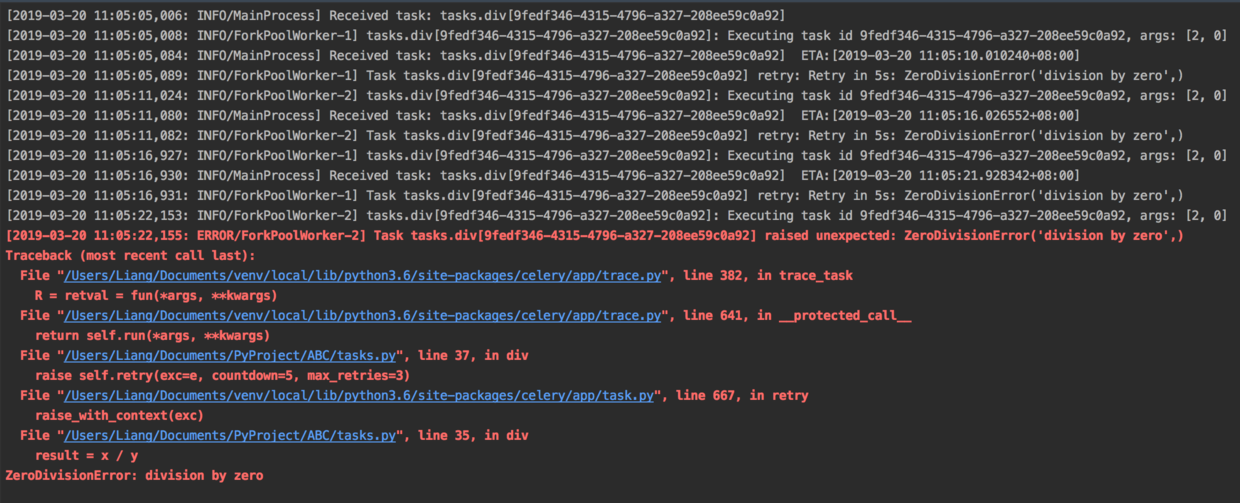 [2019-03-20 11:05:05,006: INFO/MainProcess] Received task: tasks.div[9fedf346-4315-4796-a327-208ee59c0a92]
[2019-03-20 11:05:05,008: INFO/ForkPoolWorker-1] tasks.div[9fedf346-4315-4796-a327-208ee59c0a92]: Executing task id 9fedf346-4315-4796-a327-208ee59c0a92, args: [2, 0]
[2019-03-20 11:05:05,084: INFO/MainProcess] Received task: tasks.div[9fedf346-4315-4796-a327-208ee59c0a92]  ETA:[2019-03-20 11:05:10.010240+08:00]
[2019-03-20 11:05:05,089: INFO/ForkPoolWorker-1] Task tasks.div[9fedf346-4315-4796-a327-208ee59c0a92] retry: Retry in 5s: ZeroDivisionError('division by zero',)
[2019-03-20 11:05:11,024: INFO/ForkPoolWorker-2] tasks.div[9fedf346-4315-4796-a327-208ee59c0a92]: Executing task id 9fedf346-4315-4796-a327-208ee59c0a92, args: [2, 0]
[2019-03-20 11:05:11,080: INFO/MainProcess] Received task: tasks.div[9fedf346-4315-4796-a327-208ee59c0a92]  ETA:[2019-03-20 11:05:16.026552+08:00]
[2019-03-20 11:05:11,082: INFO/ForkPoolWorker-2] Task tasks.div[9fedf346-4315-4796-a327-208ee59c0a92] retry: Retry in 5s: ZeroDivisionError('division by zero',)
[2019-03-20 11:05:16,927: INFO/ForkPoolWorker-1] tasks.div[9fedf346-4315-4796-a327-208ee59c0a92]: Executing task id 9fedf346-4315-4796-a327-208ee59c0a92, args: [2, 0]
[2019-03-20 11:05:16,930: INFO/MainProcess] Received task: tasks.div[9fedf346-4315-4796-a327-208ee59c0a92]  ETA:[2019-03-20 11:05:21.928342+08:00]
[2019-03-20 11:05:16,931: INFO/ForkPoolWorker-1] Task tasks.div[9fedf346-4315-4796-a327-208ee59c0a92] retry: Retry in 5s: ZeroDivisionError('division by zero',)
[2019-03-20 11:05:22,153: INFO/ForkPoolWorker-2] tasks.div[9fedf346-4315-4796-a327-208ee59c0a92]: Executing task id 9fedf346-4315-4796-a327-208ee59c0a92, args: [2, 0]
[2019-03-20 11:05:22,155: ERROR/ForkPoolWorker-2] Task tasks.div[9fedf346-4315-4796-a327-208ee59c0a92] raised unexpected: ZeroDivisionError('division by zero',)
Traceback (most recent call last):
  File "/Users/Liang/Documents/venv/local/lib/python3.6/site-packages/celery/app/trace.py", line 382, in trace_task
    R = retval = fun(*args, **kwargs)
  File "/Users/Liang/Documents/venv/local/lib/python3.6/site-packages/celery/app/trace.py", line 641, in __protected_call__
    return self.run(*args, **kwargs)
  File "/Users/Liang/Documents/PyProject/ABC/tasks.py", line 37, in div
    raise self.retry(exc=e, countdown=5, max_retries=3)
  File "/Users/Liang/Documents/venv/local/lib/python3.6/site-packages/celery/app/task.py", line 667, in retry
    raise_with_context(exc)
  File "/Users/Liang/Documents/PyProject/ABC/tasks.py", line 35, in div
    result = x / y
ZeroDivisionError: division by zero